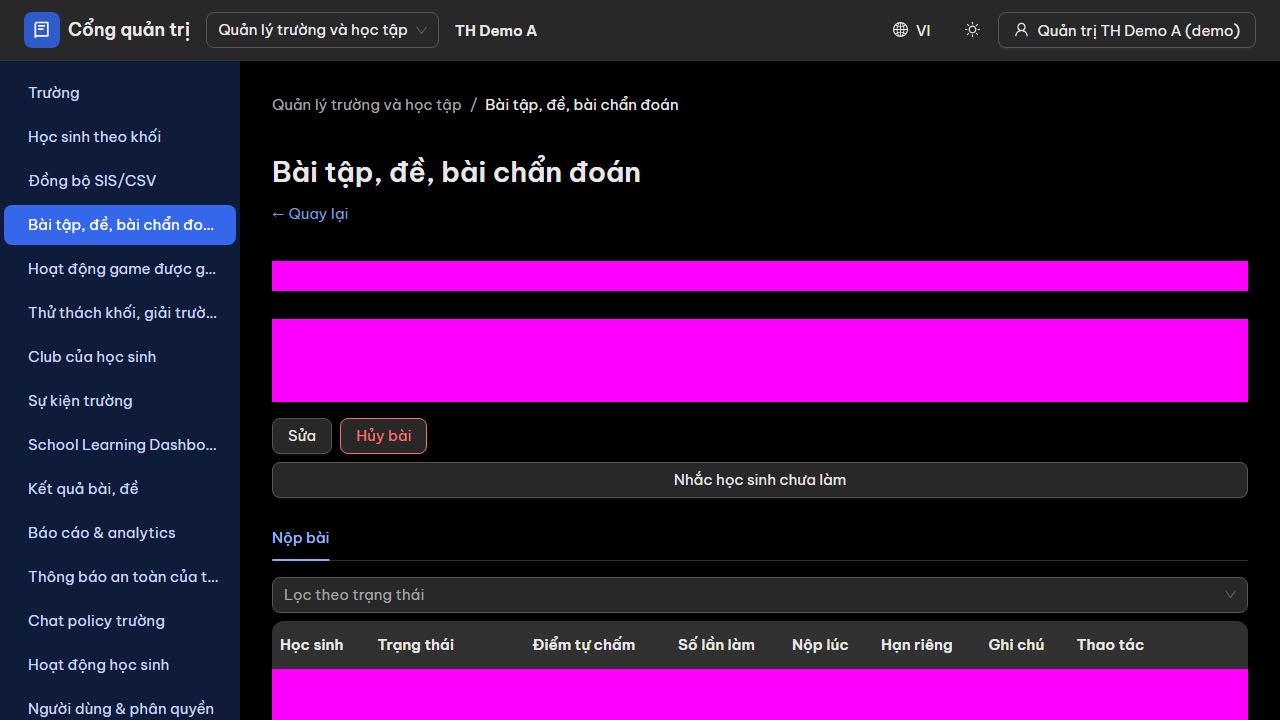 Cổng quản trị
Quản lý trường và học tập
TH Demo A
VI
Quản trị TH Demo A (demo)
Trường
Học sinh theo khối
Đồng bộ SIS/CSV
Bài tập, đề, bài chẩn đo...
Hoạt động game được g...
Thử thách khối, giải trườ...
Club của học sinh
Sự kiện trường
School Learning Dashbo...
Kết quả bài, đề
Báo cáo & analytics
Thông báo an toàn của t...
Chat policy trường
Hoạt động học sinh
Người dùng & phân quyền
Quản lý trường và học tập / Bài tập, đề, bài chẩn đoán
Bài tập, đề, bài chẩn đoán
← Quay lại
Sửa
Hủy bài
Nhắc học sinh chưa làm
Nộp bài
Lọc theo trạng thái
Học sinh
Trạng thái
Điểm tự chấm
Số lần làm
Nộp lúc
Hạn riêng
Ghi chú
Thao tác